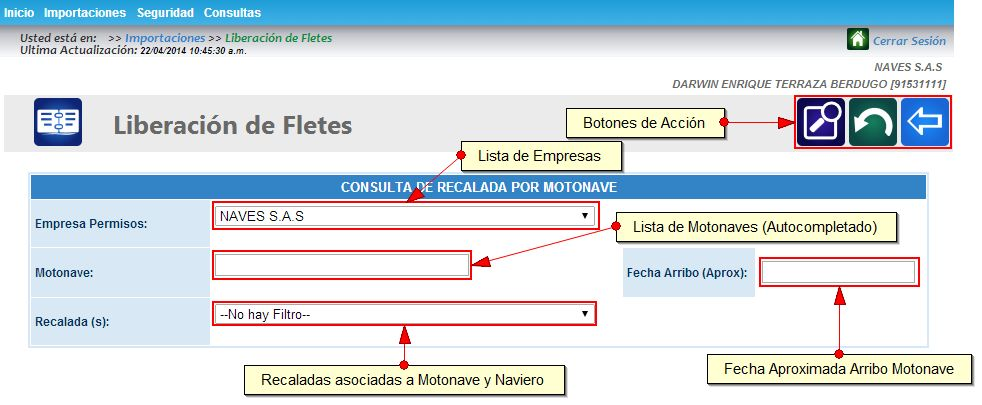 Inicio Importaciones Seguridad Consultas
Usted está en: >> Importaciones >> Liberación de Fletes
Cerrar Sesión
Ultima Actualización: 22/04/2014 10:45:30 a.m.
NAVES S.A.S
DARWIN ENRIQUE TERRAZA BERDUGO [91531111]
Liberación de Fletes
Botones de Acción
Lista de Empresas
CONSULTA DE RECALADA POR MOTONAVE
Empresa Permisos:
NAVES S.A.S
Lista de Motonaves (Autocompletado)
Motonave:
Fecha Arribo (Aprox):
Recalada (s):
--No hay Filtro--
Recaladas asociadas a Motonave y Naviero
Fecha Aproximada Arribo Motonave